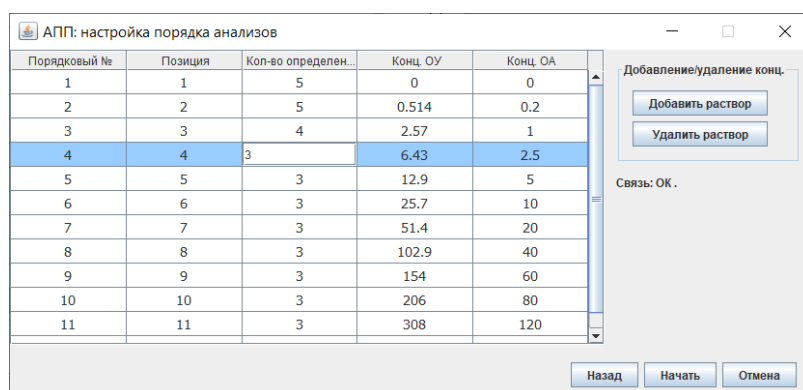 АПП: настройка порядка анализов
Порядковый № Позиция Кол-во определен... Конц. ОУ Конц. ОА
1 1 5 0 0
2 2 5 0.514 0.2
3 3 4 2.57 1
4 4 3 6.43 2.5
5 5 3 12.9 5
6 6 3 25.7 10
7 7 3 51.4 20
8 8 3 102.9 40
9 9 3 154 60
10 10 3 206 80
11 11 3 308 120
Добавление/удаление конц.
Добавить раствор
Удалить раствор
Связь: ОК .
Назад Начать Отмена